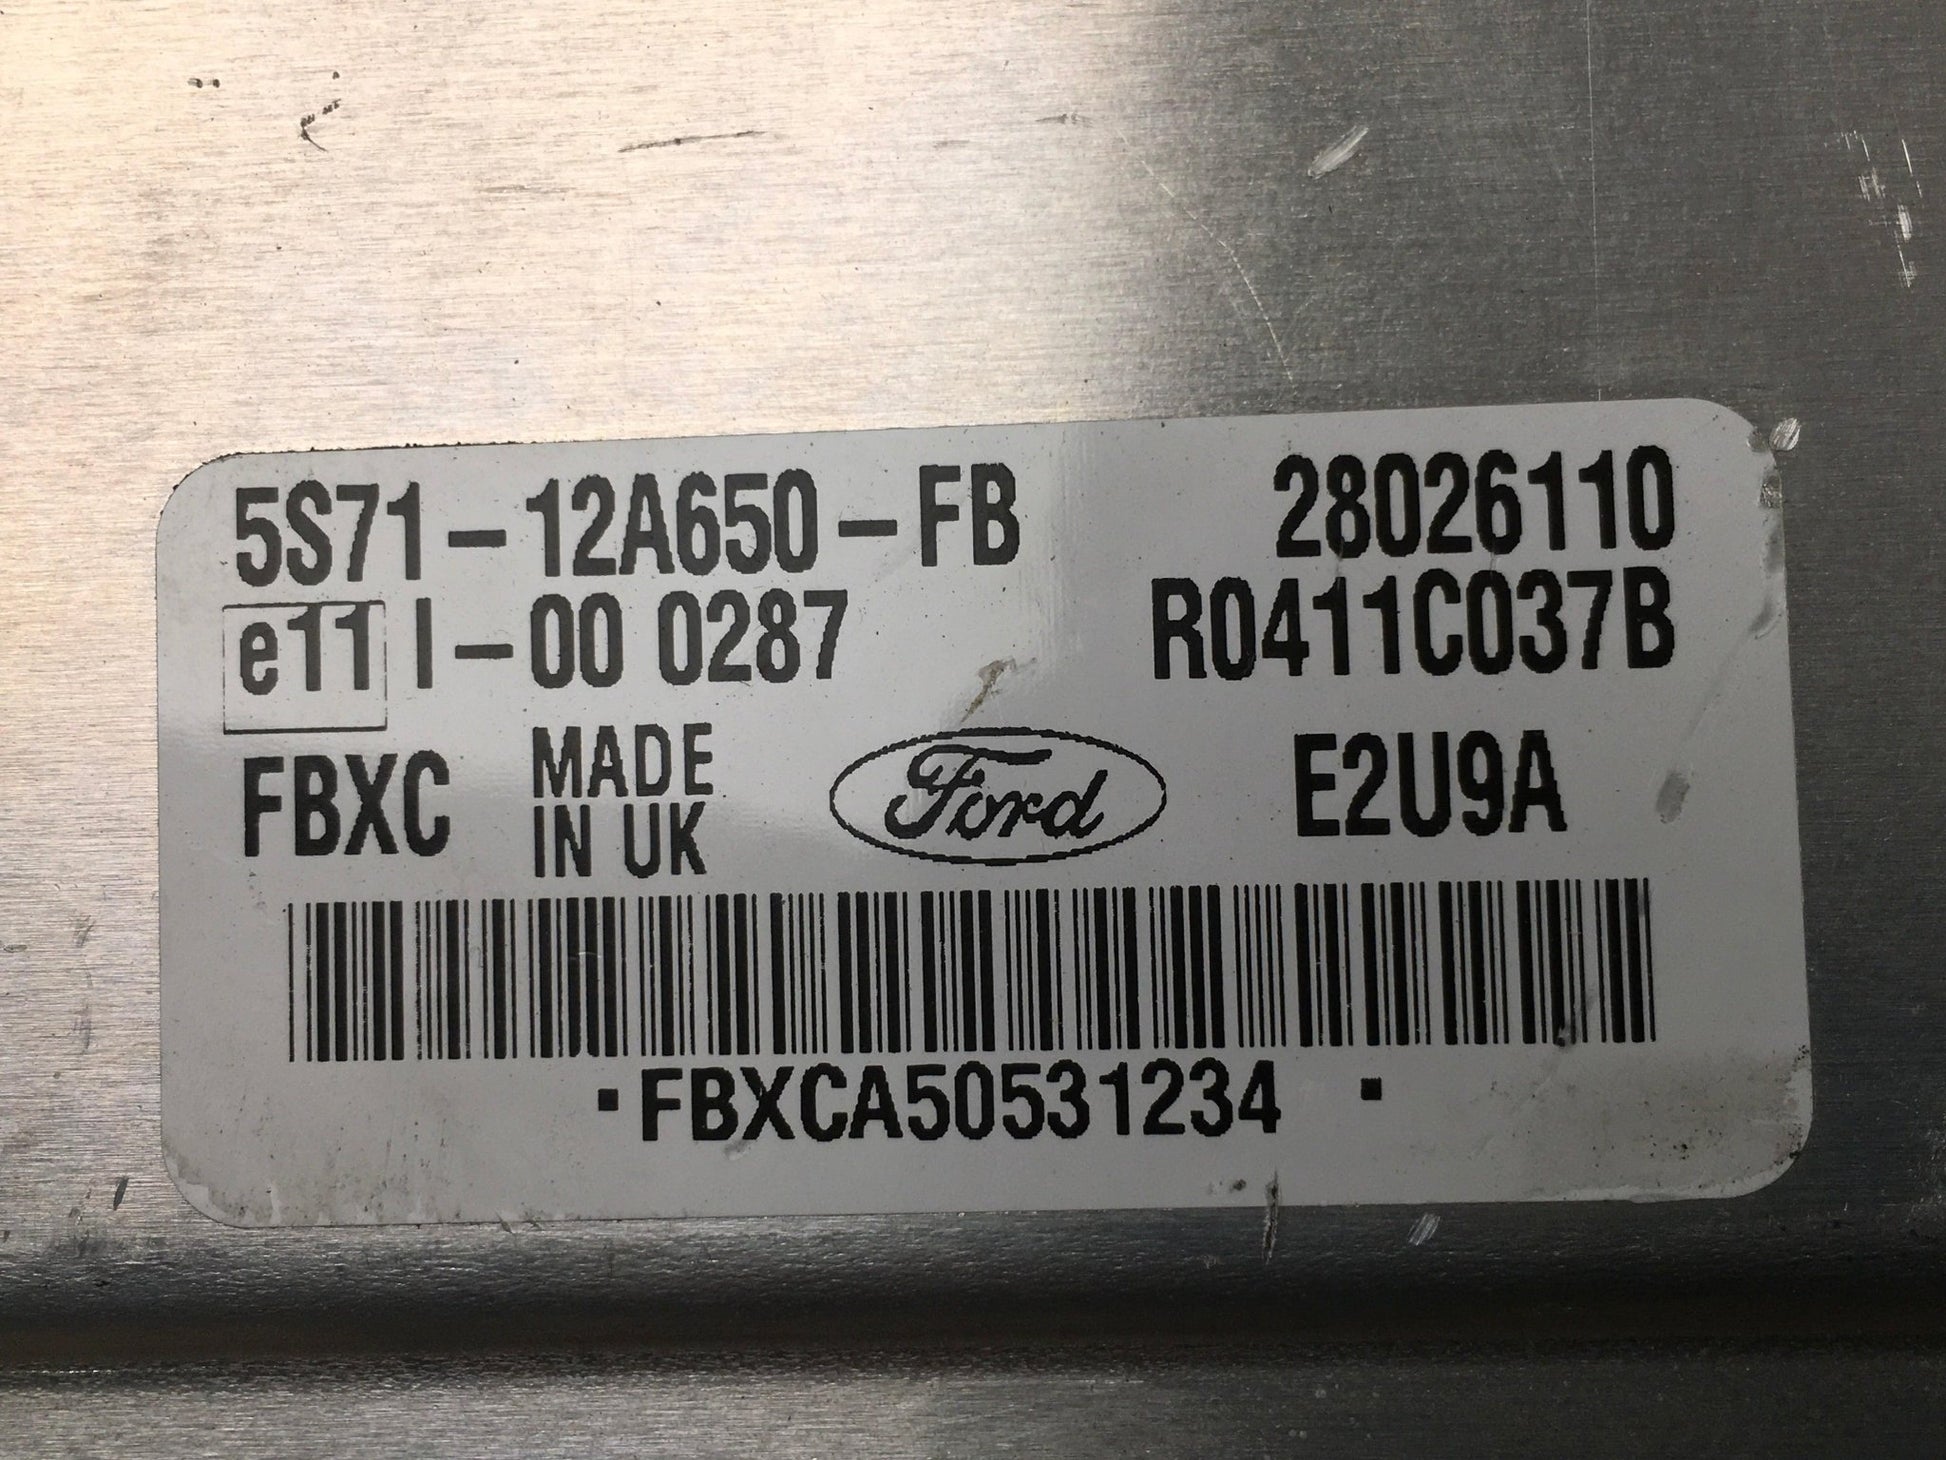 5S71-12A650-FB 28026110
e11 I-00 0287 R0411C037B
FBXC MADE IN UK Ford E2U9A
FBXCA50531234